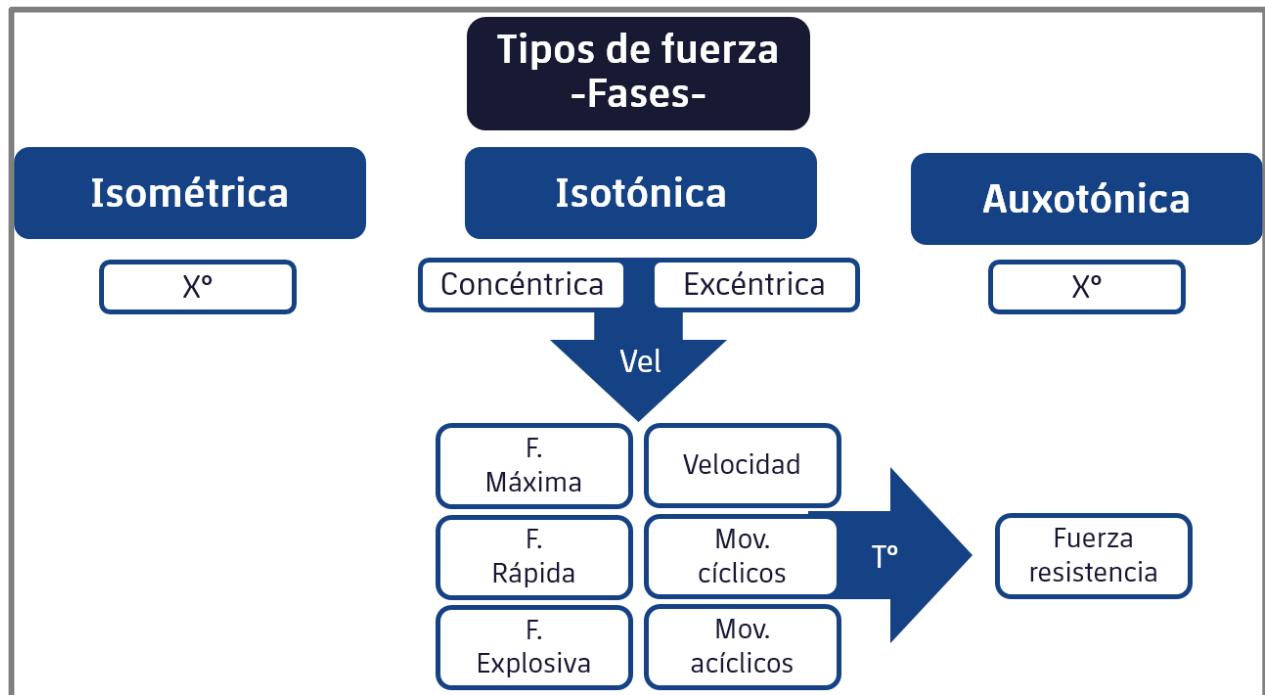 Tipos de fuerza
-Fases-
Isométrica
Isotónica
Auxotónica
Xº
Concéntrica
Excéntrica
Xº
Vel
F.
Máxima
Velocidad
F.
Rápida
Mov.
cíclicos
Tº
Fuerza
resistencia
F.
Explosiva
Mov.
acíclicos